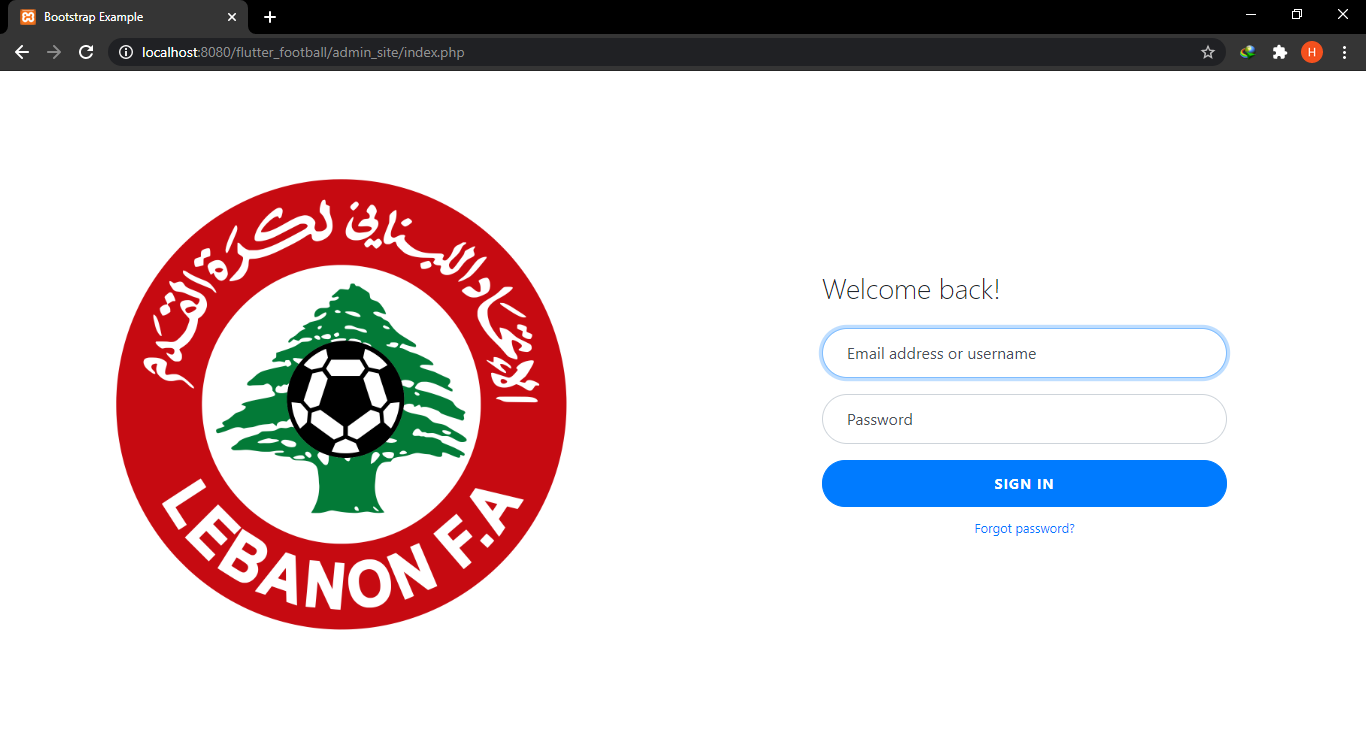 Bootstrap Example
localhost:8080/flutter_football/admin_site/index.php
H
الإتحاد اللبناني لكرة القدم
LEBANON F.A
Welcome back!
Email address or username
Password
SIGN IN
Forgot password?